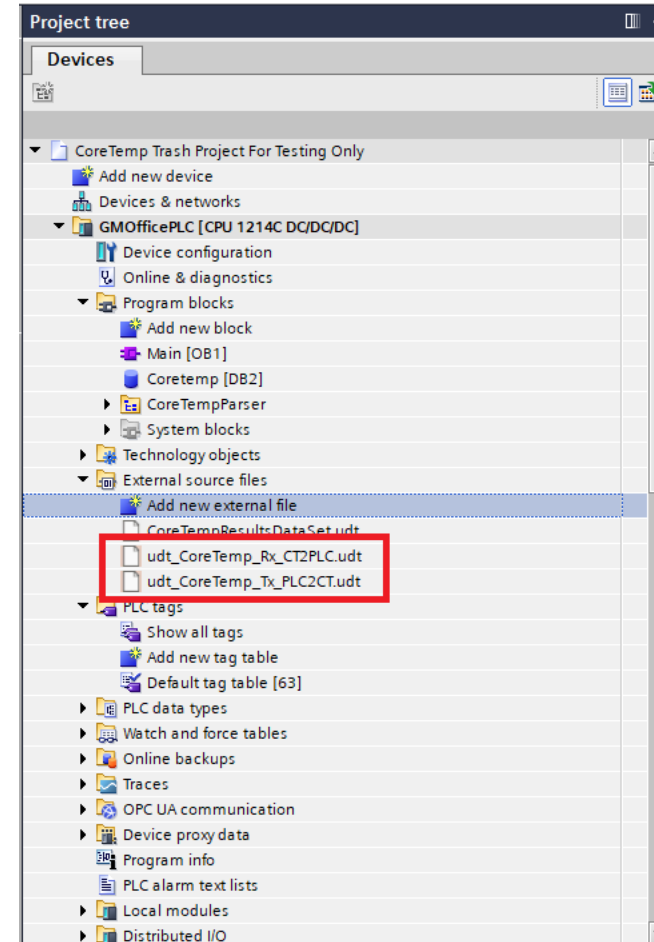 Project tree
Devices
CoreTemp Trash Project For Testing Only
Add new device
Devices & networks
GMOfficePLC [CPU 1214C DC/DC/DC]
Device configuration
Online & diagnostics
Program blocks
Add new block
Main [OB1]
Coretemp [DB2]
CoreTempParser
System blocks
Technology objects
External source files
Add new external file
CoreTempResultsDataSet.udt
udt_CoreTemp_Rx_CT2PLC.udt
udt_CoreTemp_Tx_PLC2CT.udt
PLC tags
Show all tags
Add new tag table
Default tag table [63]
PLC data types
Watch and force tables
Online backups
Traces
OPC UA communication
Device proxy data
Program info
PLC alarm text lists
Local modules
Distributed I/O